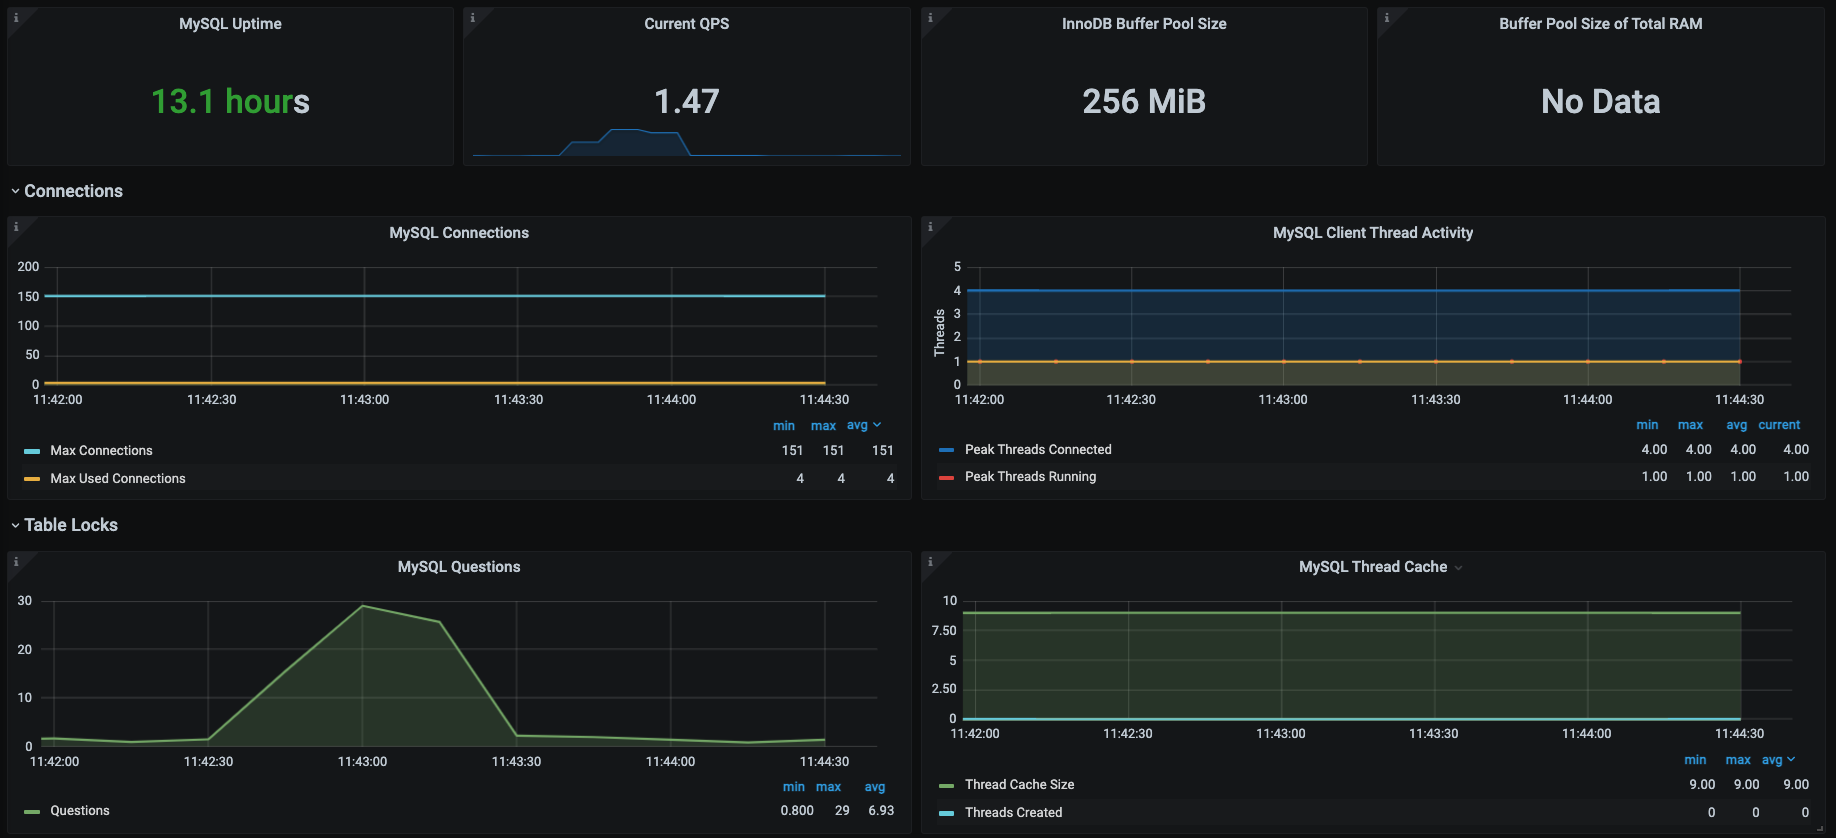 MySQL Uptime
13.1 hours
Current QPS
1.47
InnoDB Buffer Pool Size
256 MiB
Buffer Pool Size of Total RAM
No Data
Connections
MySQL Connections
200
150
100
50
0
11:42:00 11:42:30 11:43:00 11:43:30 11:44:00 11:44:30
min max avg
Max Connections 151 151 151
Max Used Connections 4 4 4
MySQL Client Thread Activity
Threads
5
4
3
2
1
0
11:42:00 11:42:30 11:43:00 11:43:30 11:44:00 11:44:30
min max avg current
Peak Threads Connected 4.00 4.00 4.00 4.00
Peak Threads Running 1.00 1.00 1.00 1.00
Table Locks
MySQL Questions
30
20
10
0
11:42:00 11:42:30 11:43:00 11:43:30 11:44:00 11:44:30
min max avg
Questions 0.800 29 6.93
MySQL Thread Cache
10
7.50
5
2.50
0
11:42:00 11:42:30 11:43:00 11:43:30 11:44:00 11:44:30
min max avg
Thread Cache Size 9.00 9.00 9.00
Threads Created 0 0 0